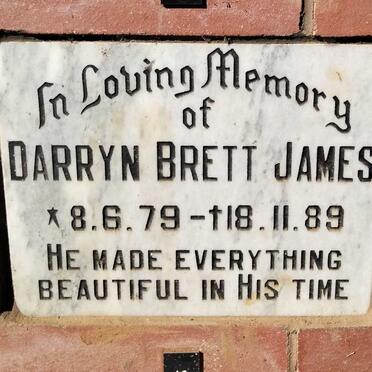 In Loving Memory
of
DARRYN BRETT JAMES
*8.6.79-†18.11.89
HE MADE EVERYTHING
BEAUTIFUL IN HIS TIME